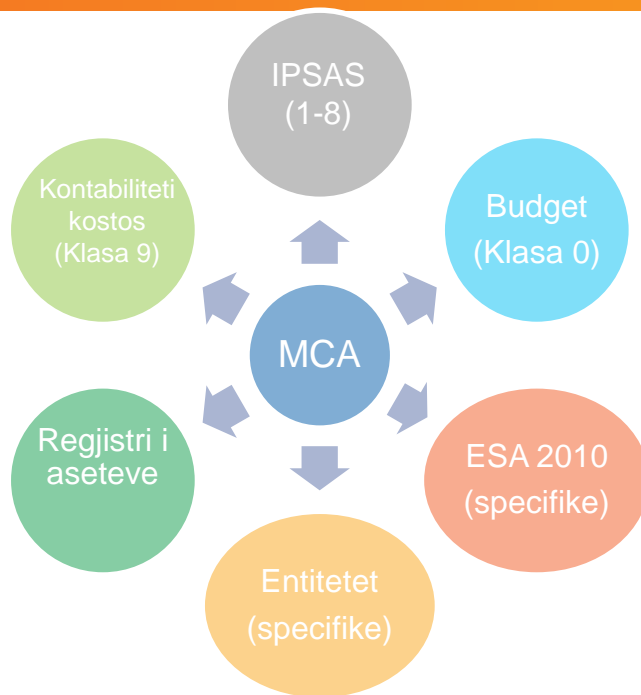 IPSAS
(1-8)
Kontabiliteti
kostos
(Klasa 9)
Budget
(Klasa 0)
MCA
Regjistri i
aseteve
ESA 2010
(specifike)
Entitetet
(specifike)